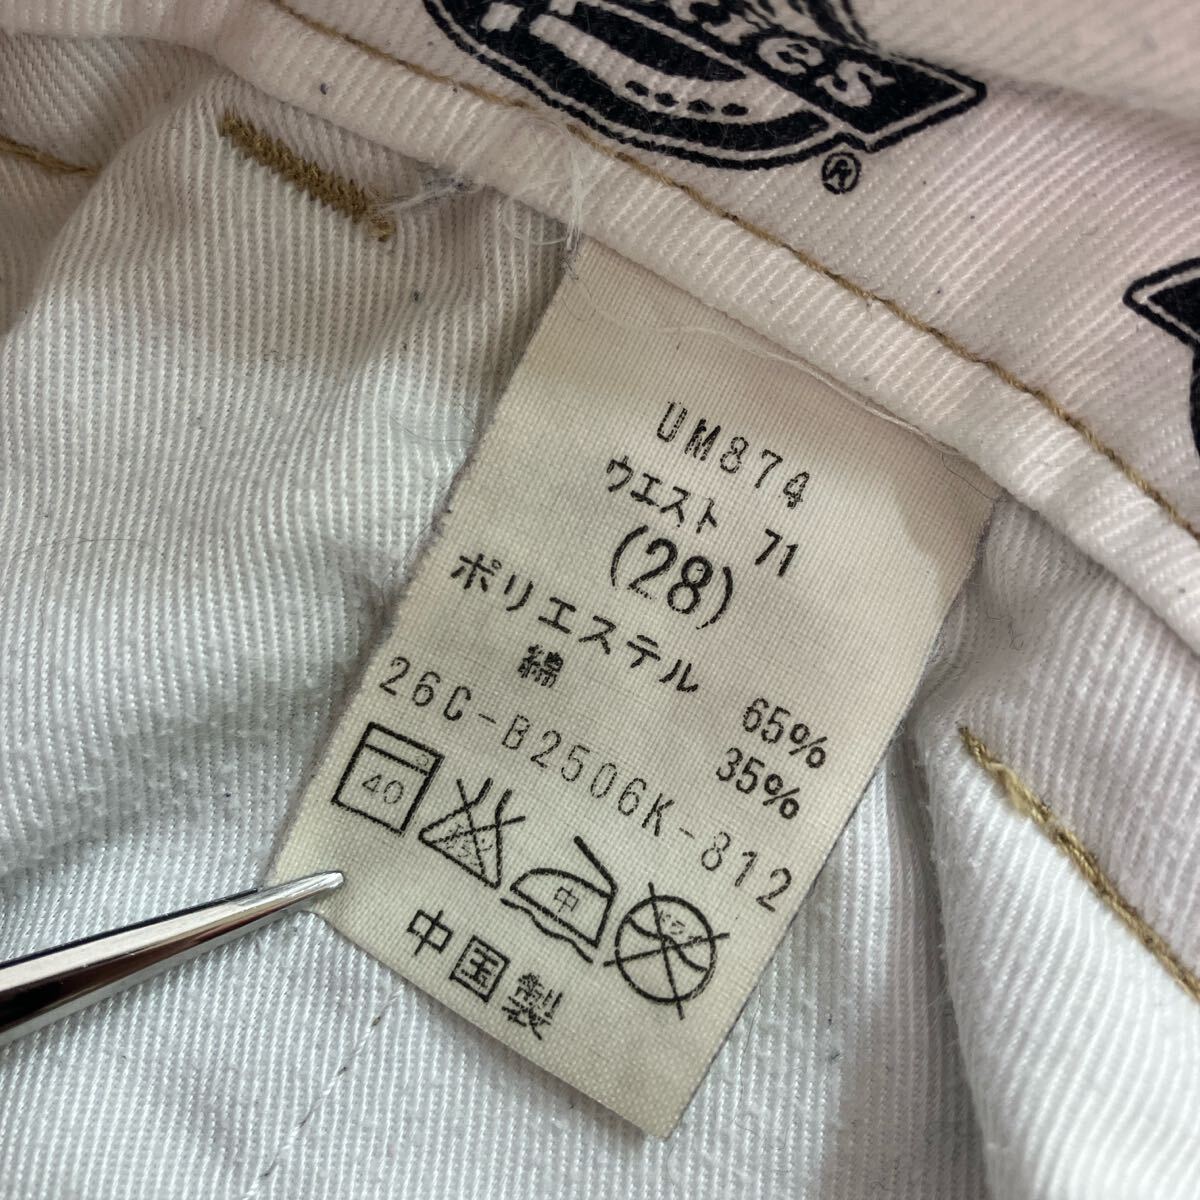 ies
®
UM874
ウエスト 71
(28)
ポリエステル 65%
綿 35%
26C-B2506K-812
40 中
中国製